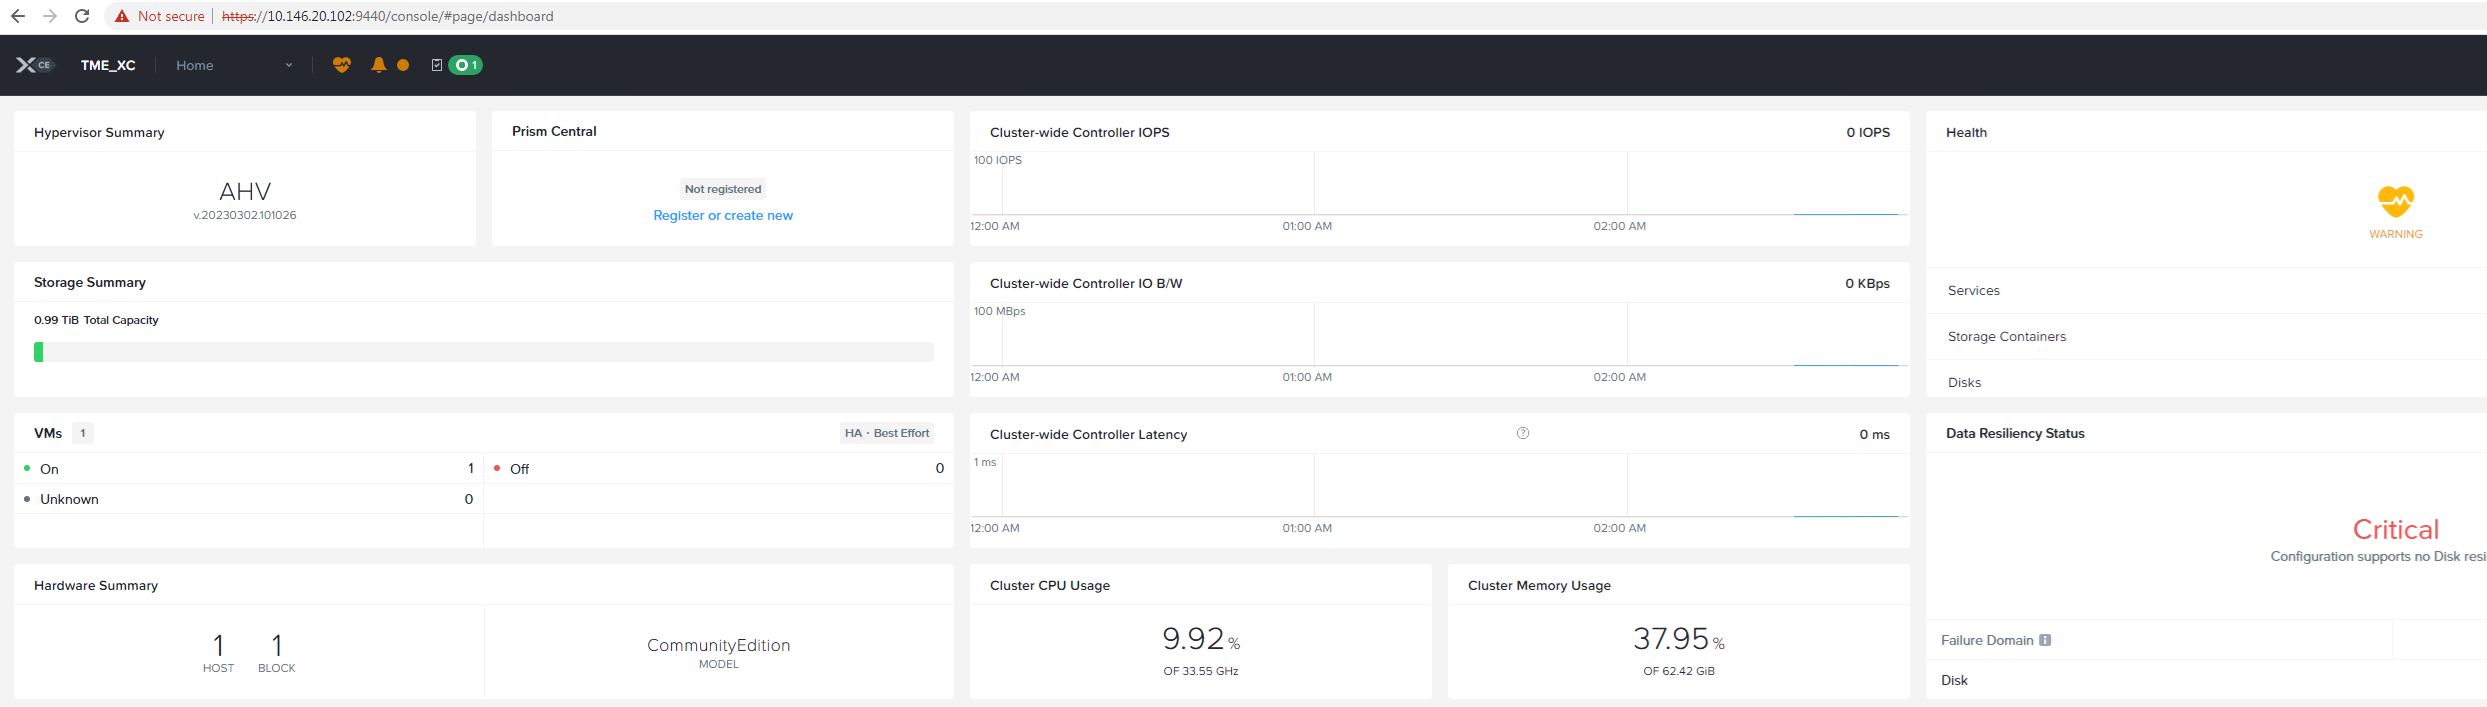 Not secure https://10.146.20.102:9440/console/#page/dashboard
X CE TME_XC Home 1
Hypervisor Summary
AHV
v.20230302.101026
Prism Central
Not registered
Register or create new
Cluster-wide Controller IOPS 0 IOPS
100 IOPS
12:00 AM 01:00 AM 02:00 AM
Health
WARNING
Services
Storage Containers
Disks
Storage Summary
0.99 TiB Total Capacity
Cluster-wide Controller IO B/W 0 KBps
100 MBps
12:00 AM 01:00 AM 02:00 AM
VMs 1 HA · Best Effort
On 1 Off 0
Unknown 0
Cluster-wide Controller Latency ? 0 ms
1 ms
12:00 AM 01:00 AM 02:00 AM
Data Resiliency Status
Critical
Configuration supports no Disk resi
Failure Domain
Disk
Hardware Summary
1 1
HOST BLOCK
CommunityEdition
MODEL
Cluster CPU Usage
9.92 %
OF 33.55 GHz
Cluster Memory Usage
37.95 %
OF 62.42 GiB